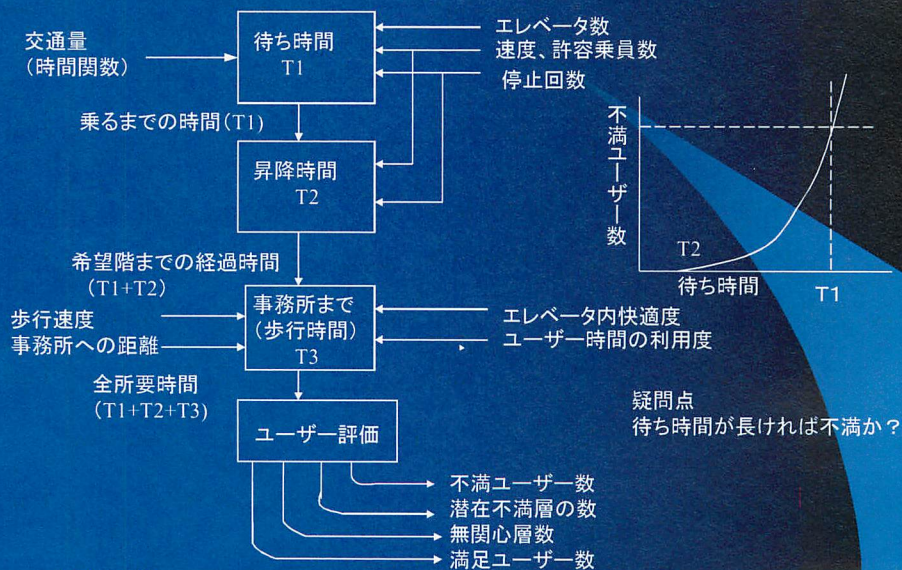 エレベータ数
交通量
(時間関数)
待ち時間
T1
速度、許容乗員数
停止回数
乗るまでの時間(T1)
昇降時間
T2
希望階までの経過時間
(T1+T2)
歩行速度
事務所への距離
事務所まで
(歩行時間)
T3
エレベータ内快適度
ユーザー時間の利用度
全所要時間
(T1+T2+T3)
ユーザー評価
不満ユーザー数
潜在不満層の数
無関心層数
満足ユーザー数
不満ユーザー数
T2
待ち時間
T1
疑問点
待ち時間が長ければ不満か?